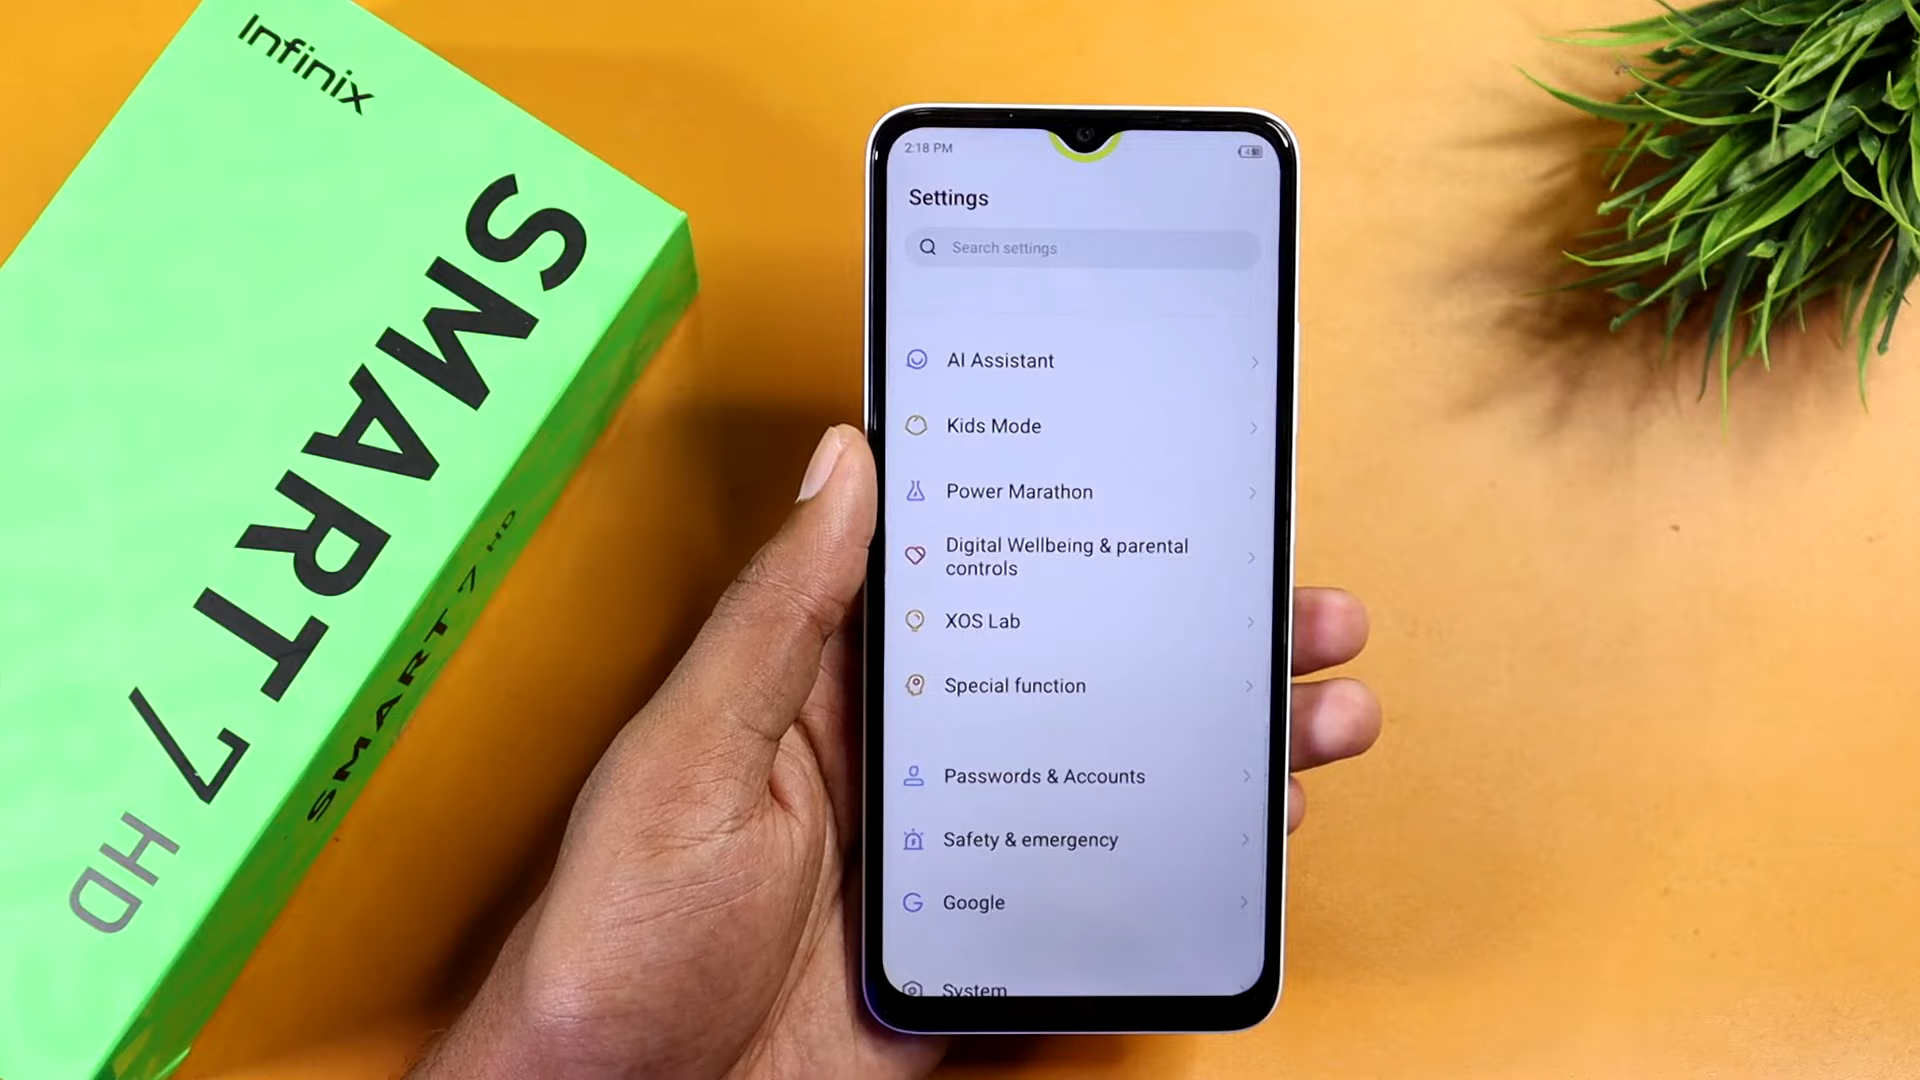 Infinix
SMART 7 HD
SMART 7 HD
2:18 PM
Settings
Search settings
AI Assistant
Kids Mode
Power Marathon
Digital Wellbeing & parental
controls
XOS Lab
Special function
Passwords & Accounts
Safety & emergency
Google
System